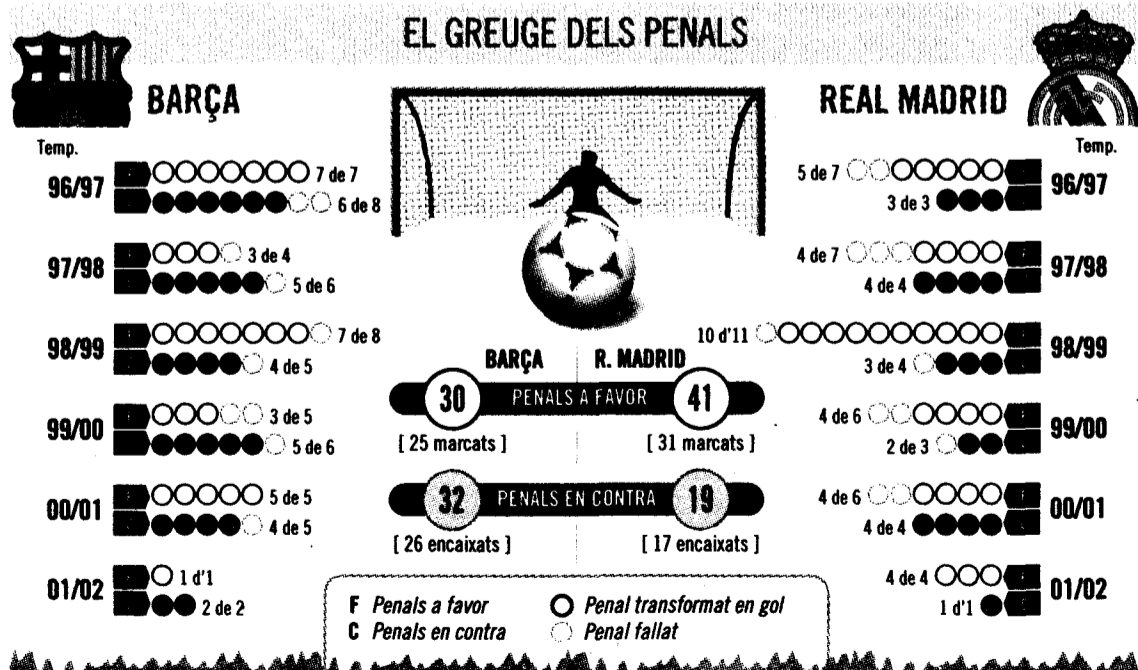 EL GREUGE DELS PENALS
BARÇA
Temp.
96/97
7 de 7
6 de 8
97/98
3 de 4
5 de 6
98/99
7 de 8
4 de 5
99/00
3 de 5
5 de 6
00/01
5 de 5
4 de 5
01/02
1 d'1
2 de 2
REAL MADRID
Temp.
5 de 7
96/97
3 de 3
4 de 7
97/98
4 de 4
10 d'11
98/99
3 de 4
4 de 6
99/00
2 de 3
4 de 6
00/01
4 de 4
4 de 4
01/02
1 d'1
BARÇA R. MADRID
30 PENALS A FAVOR 41
[ 25 marcats ] [ 31 marcats ]
32 PENALS EN CONTRA 19
[ 26 encaixats ] [ 17 encaixats ]
F Penals a favor
C Penals en contra
Penal transformat en gol
Penal fallat